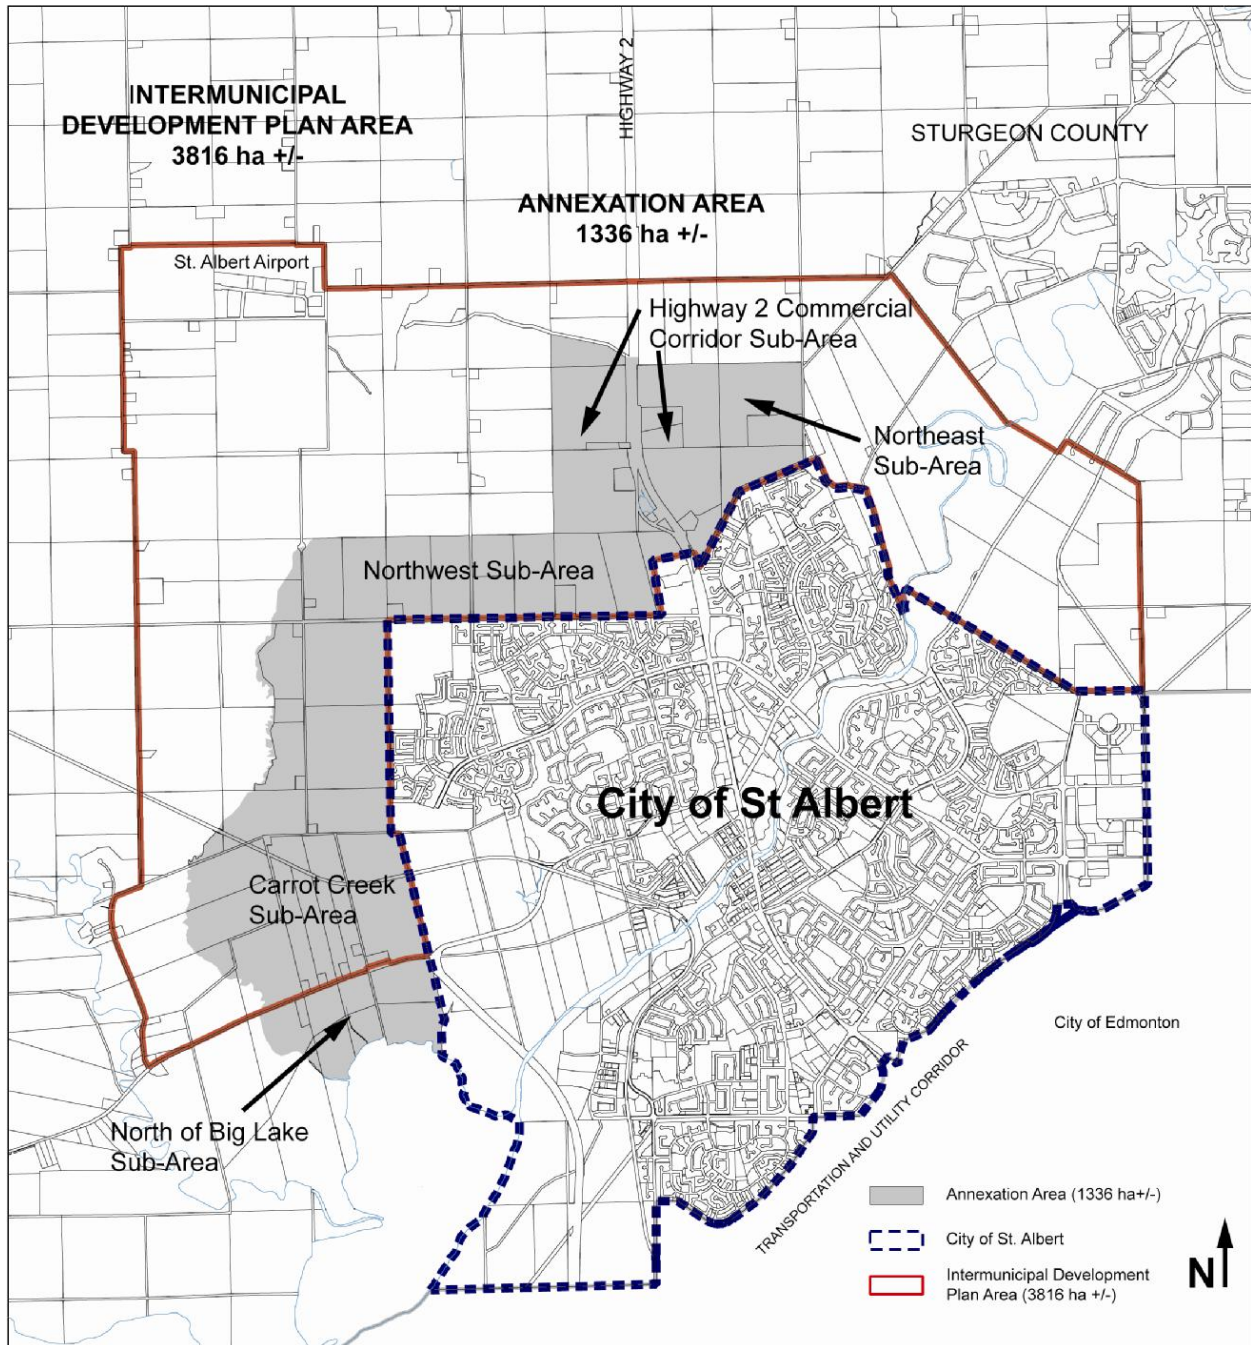 HIGHWAY 2
INTERMUNICIPAL
DEVELOPMENT PLAN AREA
3816 ha +/-
STURGEON COUNTY
ANNEXATION AREA
1336 ha +/-
St. Albert Airport
Highway 2 Commercial
Corridor Sub-Area
Northeast
Sub-Area
Northwest Sub-Area
City of St Albert
Carrot Creek
Sub-Area
City of Edmonton
North of Big Lake
Sub-Area
TRANSPORTATION AND UTILITY CORRIDOR
Annexation Area (1336 ha+/-)
City of St. Albert
Intermunicipal Development
Plan Area (3816 ha +/-)
N